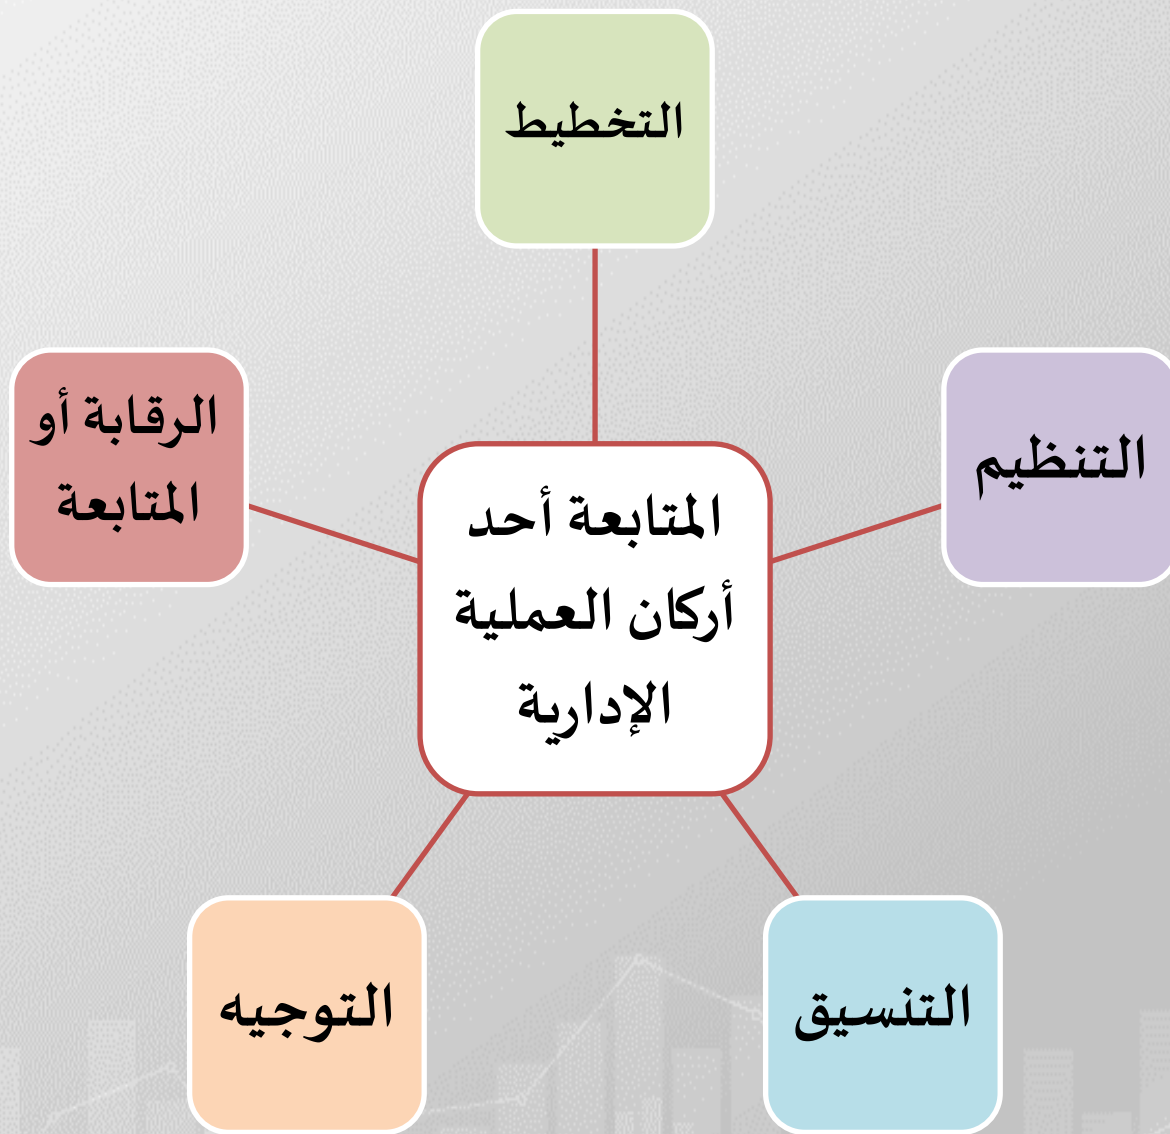 التخطيط
التنظيم
الرقابة أو
المتابعة
المتابعة أحد
أركان العملية
الإدارية
التنسيق
التوجيه